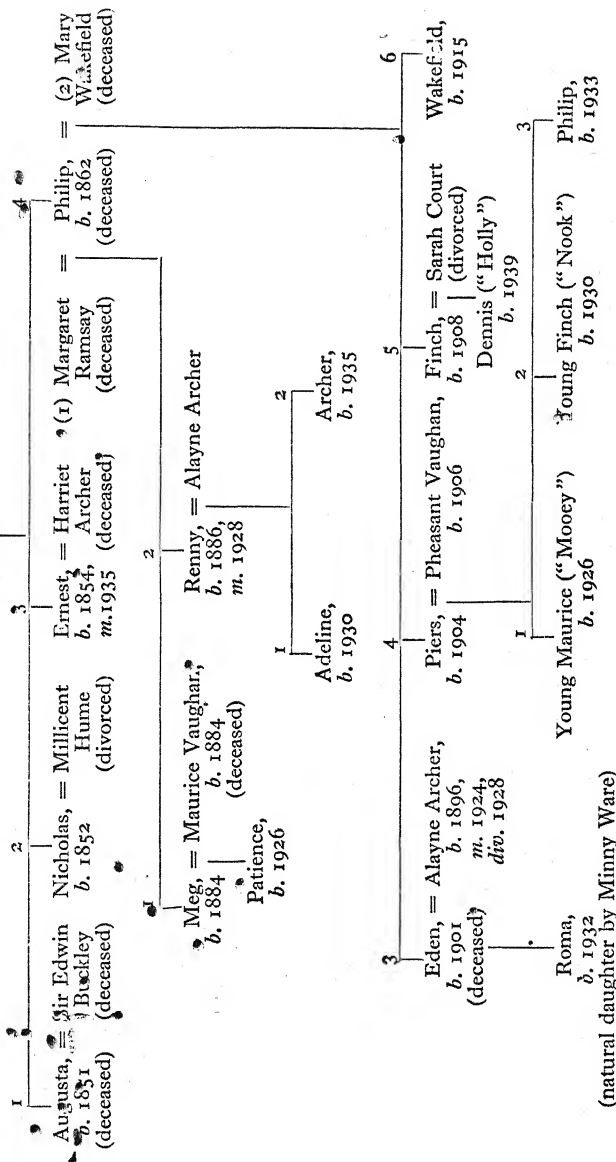 1 2 3 4
Augusta, = Sir Edwin Nicholas, = Millicent Ernest, = Harriet (1) Margaret = Philip, = (2) Mary
b. 1851 Buckley b. 1852 Hume b. 1854, Archer Ramsay b. 1862 Wakefield
(deceased) (deceased) (divorced) m. 1935 (deceased) (deceased) (deceased) (deceased)
1 2
Meg, = Maurice Vaughan, Renny, = Alayne Archer
b. 1884 b. 1884 b. 1886,
(deceased) m. 1928
Patience,
b. 1926
1 2
Adeline, Archer,
b. 1930 b. 1935
3 4 5 6
Eden, = Alayne Archer, Piers, = Pheasant Vaughan, Finch, = Sarah Court Wakefield,
b. 1901 b. 1896, b. 1904 b. 1906 b. 1908 (divorced) b. 1915
(deceased) m. 1924, Dennis ("Holly")
div. 1928 b. 1939
Roma,
b. 1932
(natural daughter by Minny Ware)
1 2 3
Young Maurice ("Mooey") Young Finch ("Nook") Philip,
b. 1926 b. 1930 b. 1933